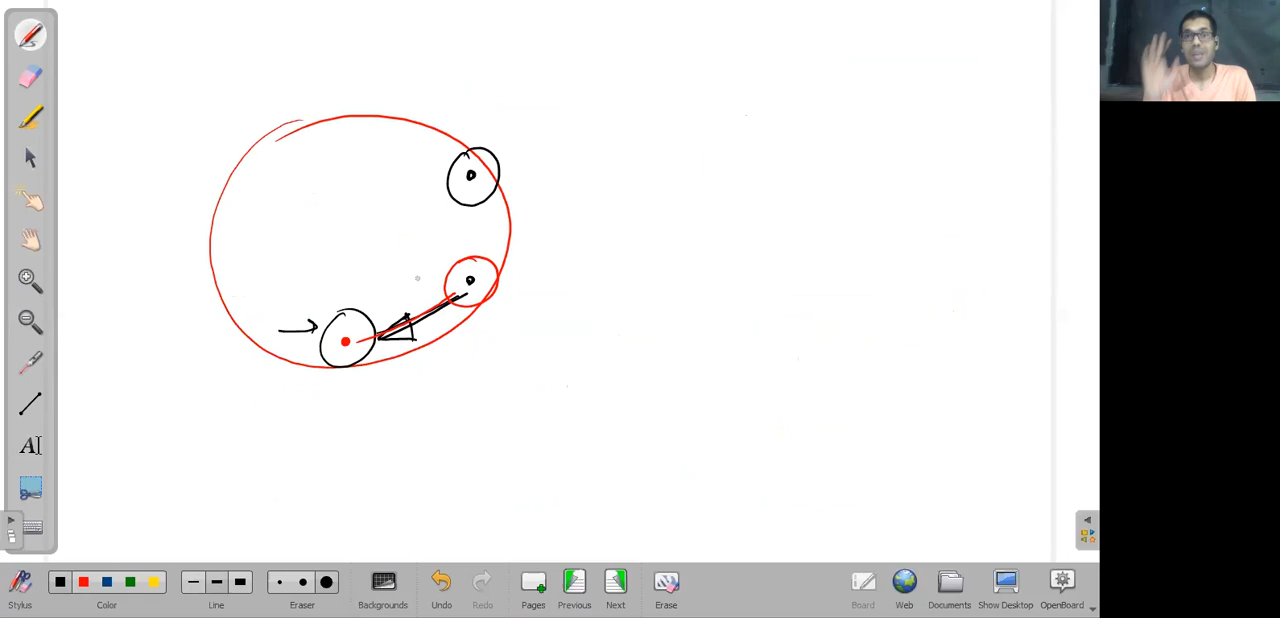 A
Stylus
Color
Line
Eraser
Backgrounds
Undo
Redo
Pages
Previous
Next
Erase
Board
Web
Documents
Show Desktop
OpenBoard